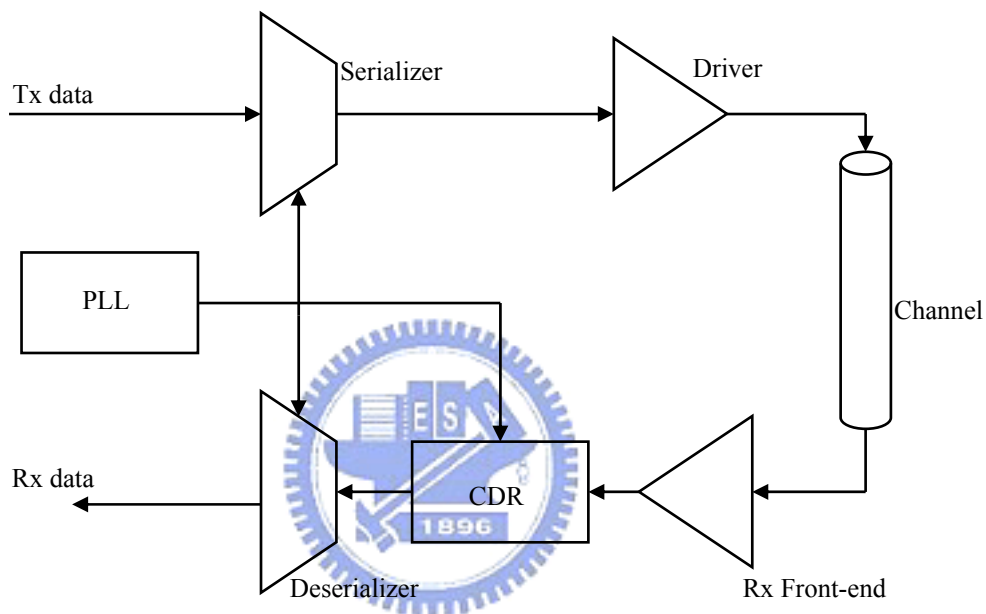 Serializer
Driver
Tx data
PLL
Channel
ES
Rx data
CDR
1896
Deserializer
Rx Front-end